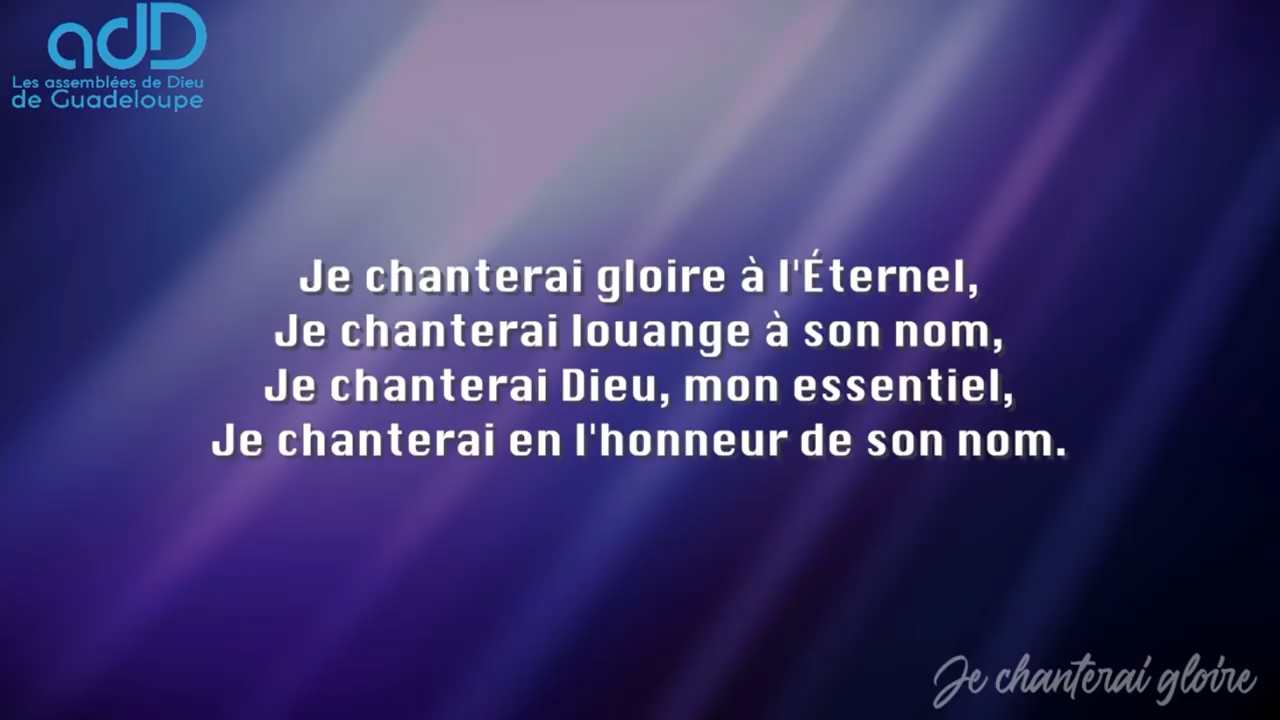 adD
Les assemblées de Dieu
de Guadeloupe
Je chanterai gloire à l'Éternel,
Je chanterai louange à son nom,
Je chanterai Dieu, mon essentiel,
Je chanterai en l'honneur de son nom.
Je chanterai gloire